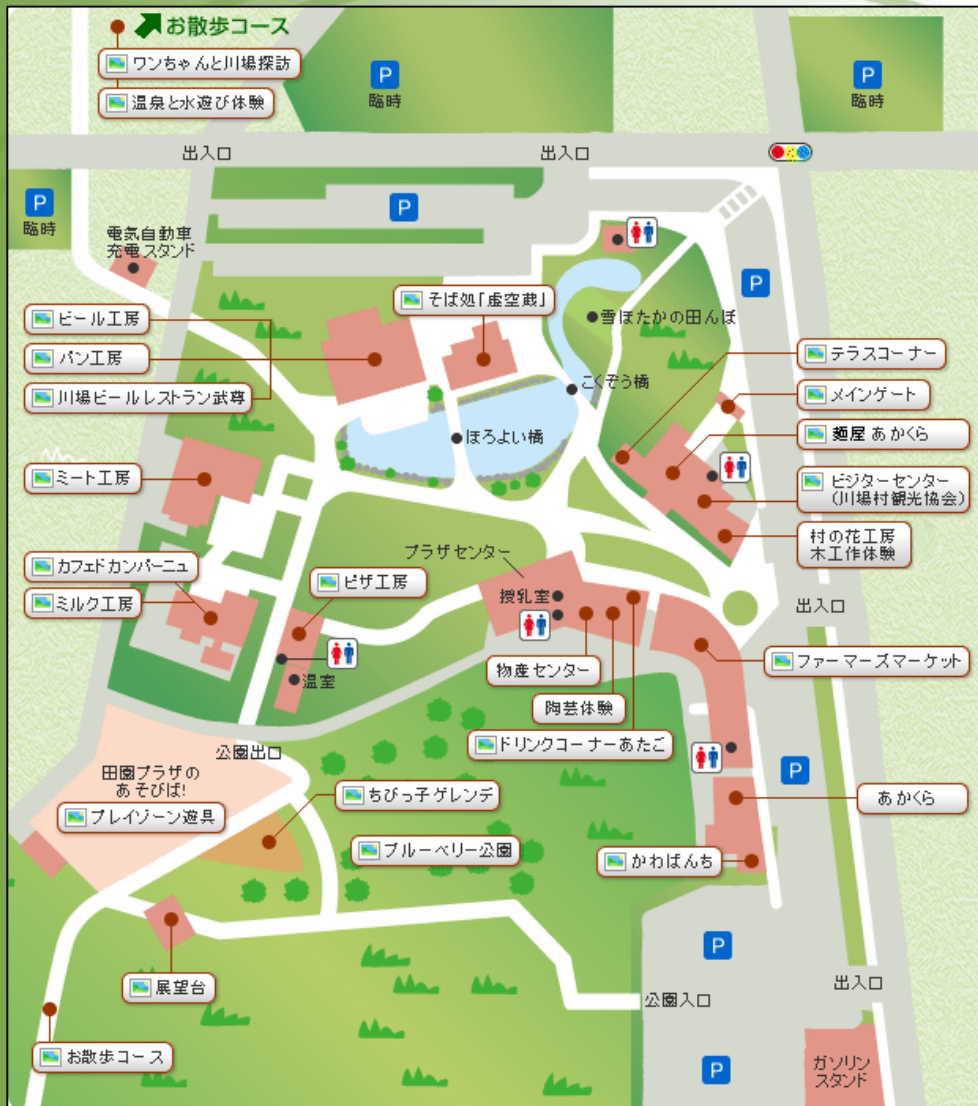 お散歩コース
ワンちゃんと川場探訪
温泉と水遊び体験
P
臨時
P
臨時
出入口
出入口
P
臨時
P
電気自動車
充電スタンド
P
ビール工房
パン工房
川場ビールレストラン武尊
そば処「虚空蔵」
雪ほたかの田んぼ
こくぞう橋
ほろよい橋
テラスコーナー
メインゲート
麺屋 あかくら
ビジターセンター
(川場村観光協会)
村の花工房
木工作体験
ミート工房
カフェドカンパーニュ
ミルク工房
ピザ工房
温室
プラザセンター
授乳室
物産センター
陶芸体験
ドリンクコーナーあたご
出入口
ファーマーズマーケット
公園出口
田園プラザの
あそびば!
プレイゾーン遊具
ちびっ子ゲレンデ
ブルーベリー公園
P
あかくら
かわばんち
展望台
お散歩コース
P
公園入口
出入口
P
ガソリン
スタンド